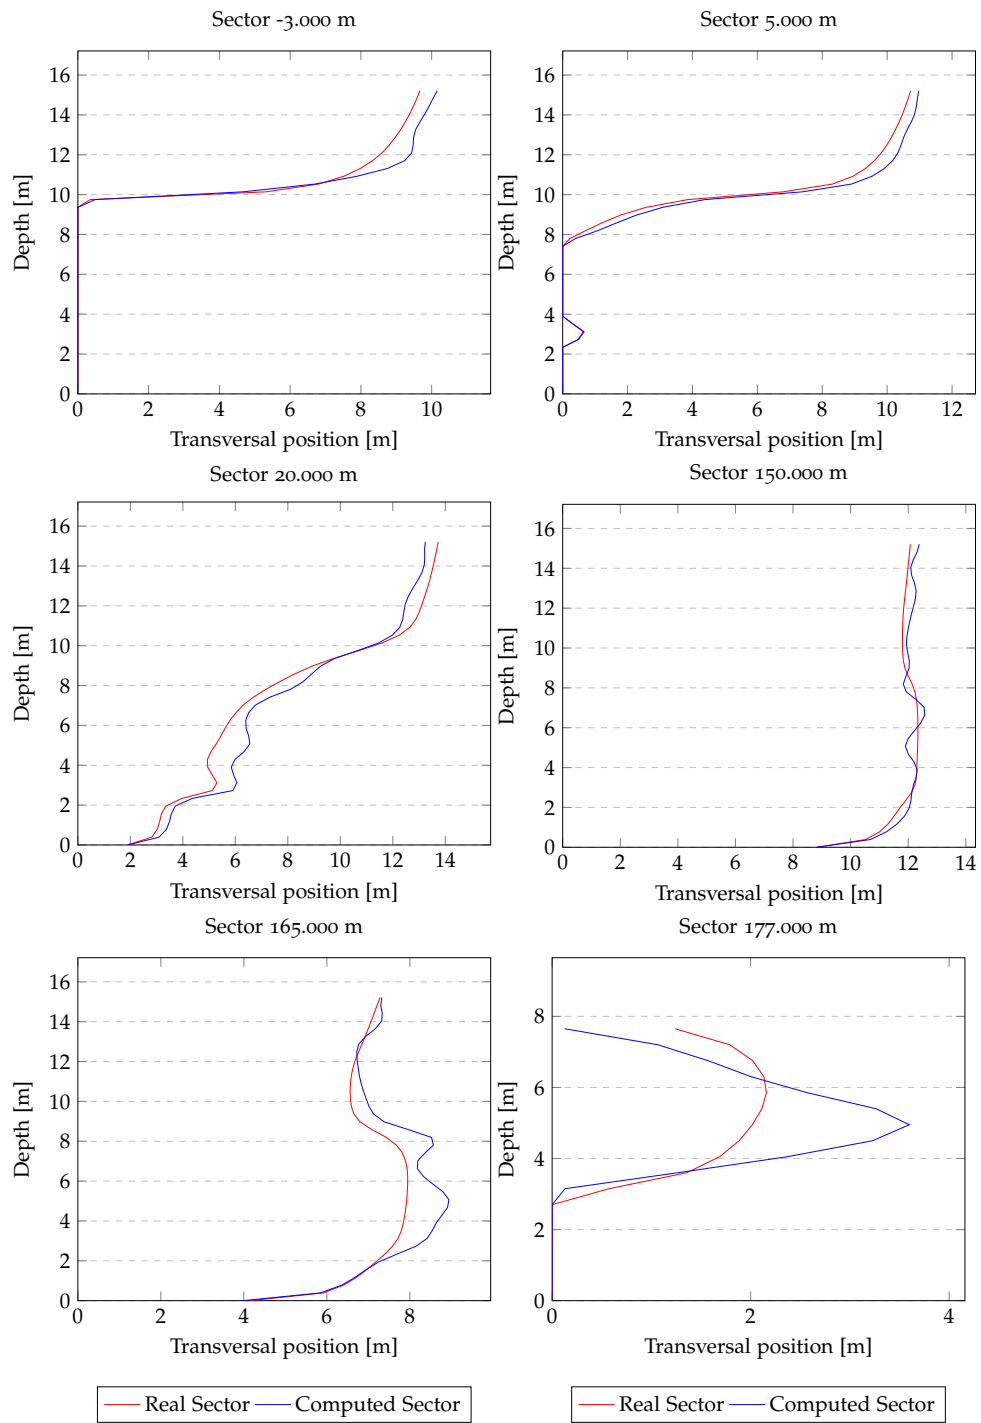 Sector -3.000 m
Sector 5.000 m
16
14
12
10
8
6
4
2
0
0 2 4 6 8 10
Depth [m]
Transversal position [m]
16
14
12
10
8
6
4
2
0
0 2 4 6 8 10 12
Depth [m]
Transversal position [m]
Sector 20.000 m
Sector 150.000 m
16
14
12
10
8
6
4
2
0
0 2 4 6 8 10 12 14
Depth [m]
Transversal position [m]
16
14
12
10
8
6
4
2
0
0 2 4 6 8 10 12 14
Depth [m]
Transversal position [m]
Sector 165.000 m
Sector 177.000 m
16
14
12
10
8
6
4
2
0
0 2 4 6 8
Depth [m]
Transversal position [m]
8
6
4
2
0
0 2 4
Depth [m]
Transversal position [m]
Real Sector Computed Sector
Real Sector Computed Sector